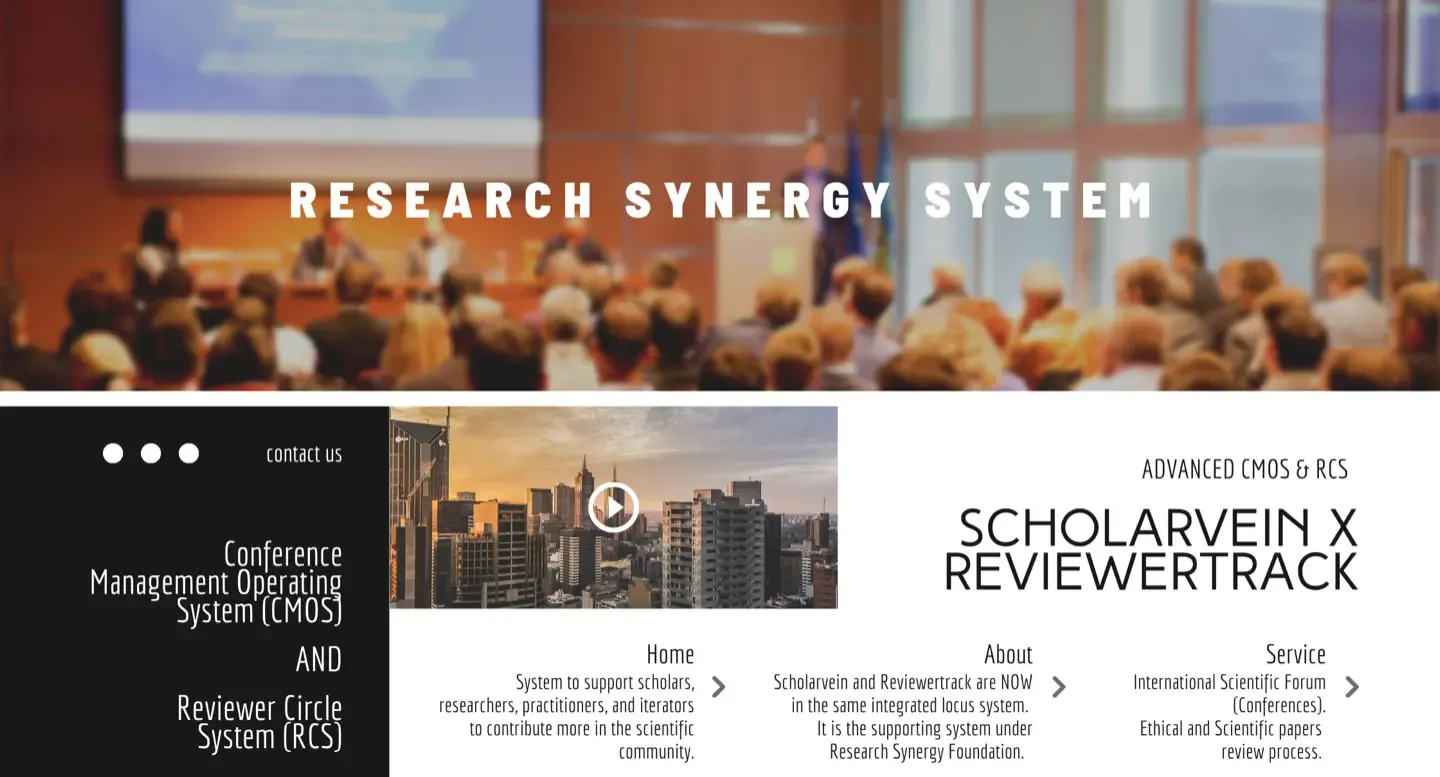 RESEARCH SYNERGY SYSTEM
contact us
Conference
Management Operating
System (CMOS)
AND
Reviewer Circle
System (RCS)
ADVANCED CMOS & RCS
SCHOLARVEIN X
REVIEWERTRACK
Home
System to support scholars,
researchers, practitioners, and iterators
to contribute more in the scientific
community.
About
Scholarvein and Reviewertrack are NOW
in the same integrated locus system.
It is the supporting system under
Research Synergy Foundation.
Service
International Scientific Forum
(Conferences).
Ethical and Scientific papers
review process.